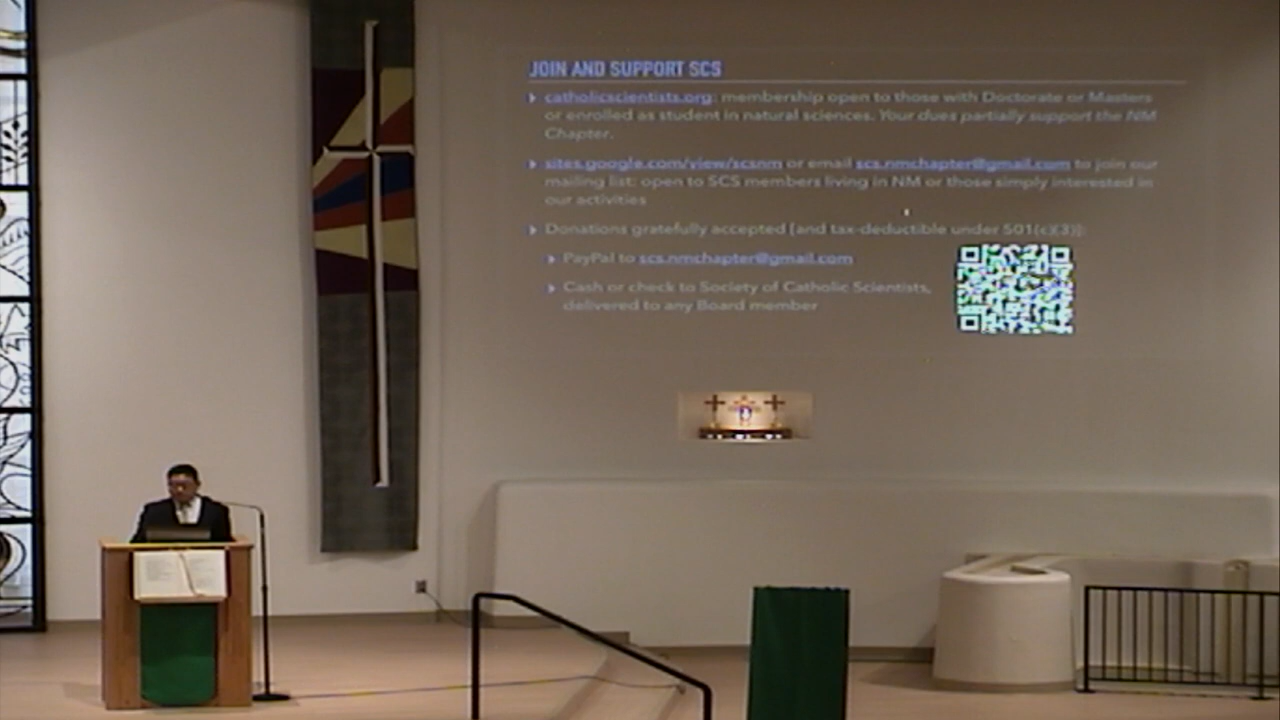 JOIN AND SUPPORT SCS
catholicscientists.org: membership open to those with Doctorate or Masters
or enrolled as student in natural sciences. Your dues partially support the NM
Chapter.
sites.google.com/view/scsnm or email scs.nmchapter@gmail.com to join our
mailing list: open to SCS members living in NM or those simply interested in
our activities
Donations gratefully accepted [and tax-deductible under 501(c)(3)]:
PayPal to scs.nmchapter@gmail.com
Cash or check to Society of Catholic Scientists,
delivered to any Board member